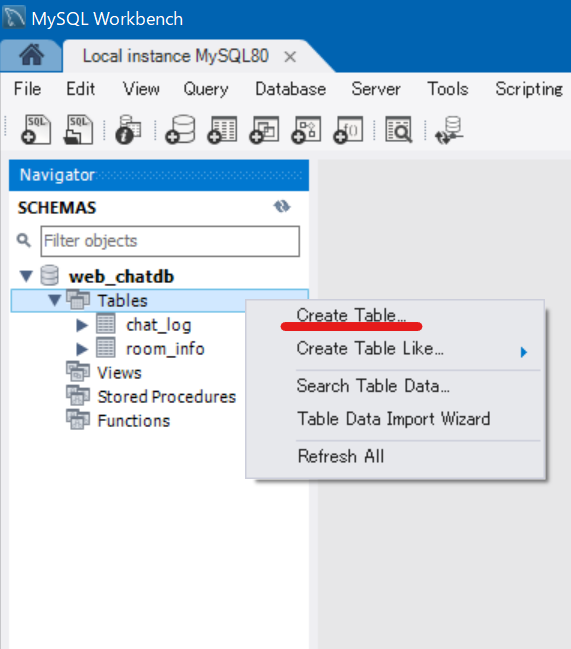 MySQL Workbench
Local instance MySQL80 ×
File Edit View Query Database Server Tools Scripting
Navigator
SCHEMAS
Filter objects
web_chatdb
Tables
chat_log
room_info
Views
Stored Procedures
Functions
Create Table...
Create Table Like...
Search Table Data...
Table Data Import Wizard
Refresh All